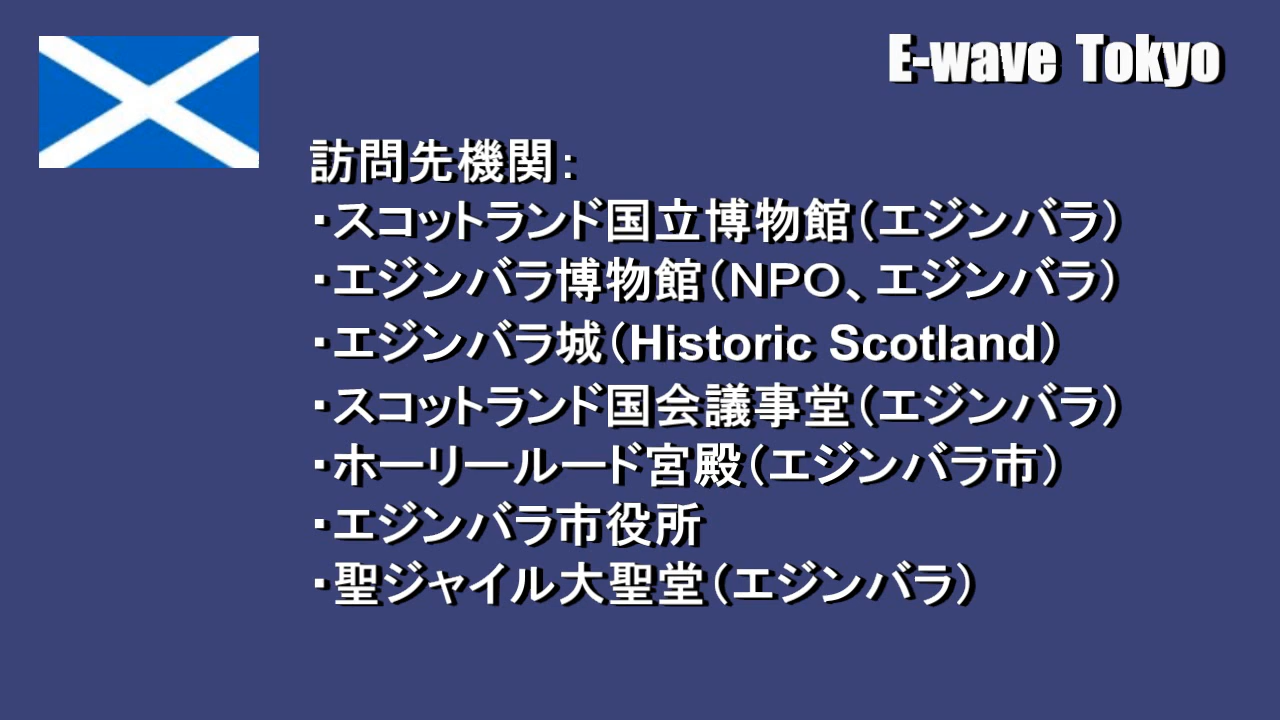 E-wave Tokyo
訪問先機関：
・スコットランド国立博物館（エジンバラ）
・エジンバラ博物館（ＮＰＯ、エジンバラ）
・エジンバラ城（Historic Scotland）
・スコットランド国会議事堂（エジンバラ）
・ホーリールード宮殿（エジンバラ市）
・エジンバラ市役所
・聖ジャイル大聖堂（エジンバラ）